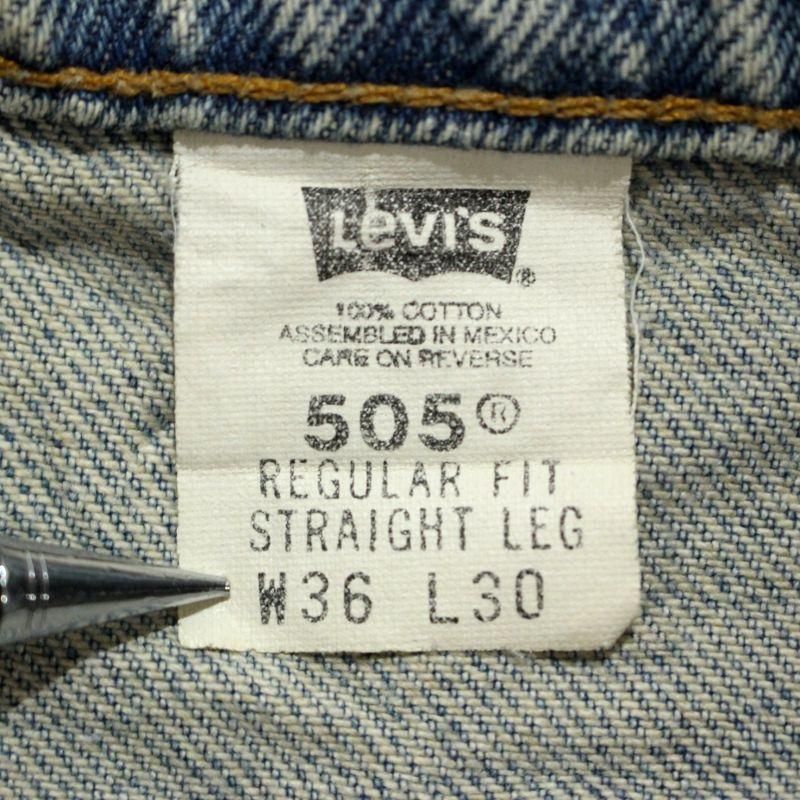 Levi's®
100% COTTON
ASSEMBLED IN MEXICO
CARE ON REVERSE
505®
REGULAR FIT
STRAIGHT LEG
W36 L30